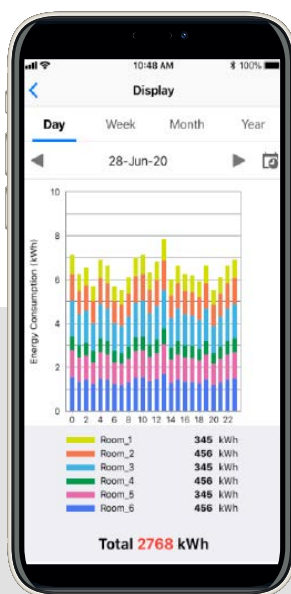 10:48 AM
100%
Display
Day Week Month Year
28-Jun-20
Energy Consumption (kWh)
10
8
6
4
2
0
0 2 4 6 8 10 12 14 16 18 20 22
Room_1 345 kWh
Room_2 456 kWh
Room_3 345 kWh
Room_4 456 kWh
Room_5 345 kWh
Room_6 456 kWh
Total 2768 kWh